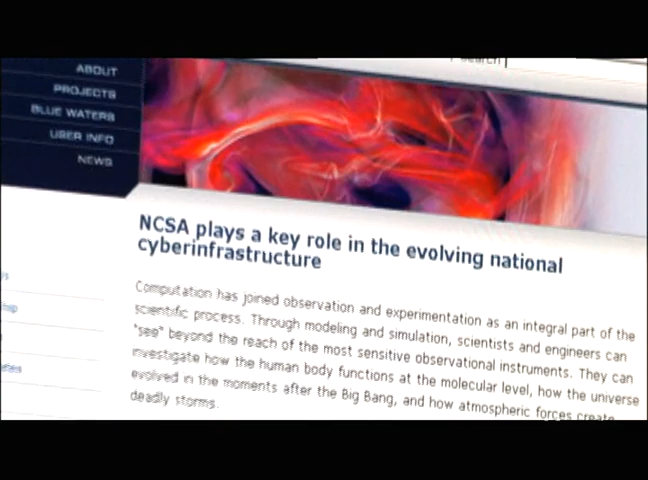 Search
ABOUT
PROJECTS
BLUE WATERS
USER INFO
NEWS
NCSA plays a key role in the evolving national
cyberinfrastructure
Computation has joined observation and experimentation as an integral part of the
scientific process. Through modeling and simulation, scientists and engineers can
"see" beyond the reach of the most sensitive observational instruments. They can
investigate how the human body functions at the molecular level, how the universe
evolved in the moments after the Big Bang, and how atmospheric forces create
deadly storms.